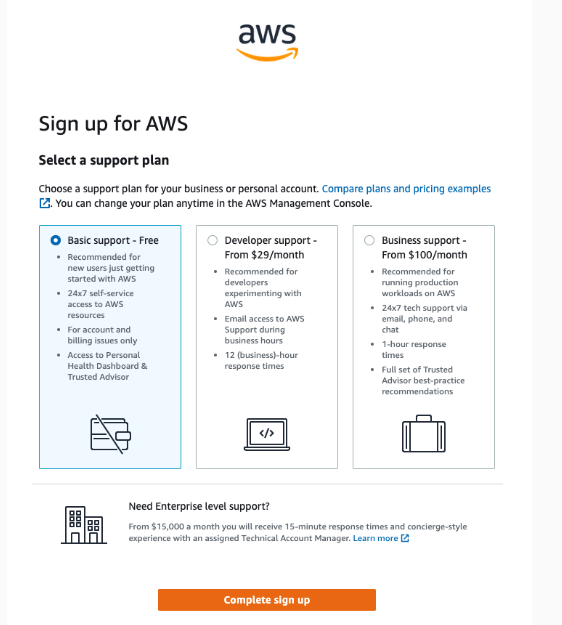 aws
Sign up for AWS
Select a support plan
Choose a support plan for your business or personal account. Compare plans and pricing examples
. You can change your plan anytime in the AWS Management Console.
Basic support - Free
Recommended for
new users just getting
started with AWS
24x7 self-service
access to AWS
resources
For account and
billing issues only
Access to Personal
Health Dashboard &
Trusted Advisor
Developer support -
From $29/month
Recommended for
developers
experimenting with
AWS
Email access to AWS
Support during
business hours
12 (business)-hour
response times
</>
Business support -
From $100/month
Recommended for
running production
workloads on AWS
24x7 tech support via
email, phone, and
chat
1-hour response
times
Full set of Trusted
Advisor best-practice
recommendations
Need Enterprise level support?
From $15,000 a month you will receive 15-minute response times and concierge-style
experience with an assigned Technical Account Manager. Learn more
Complete sign up